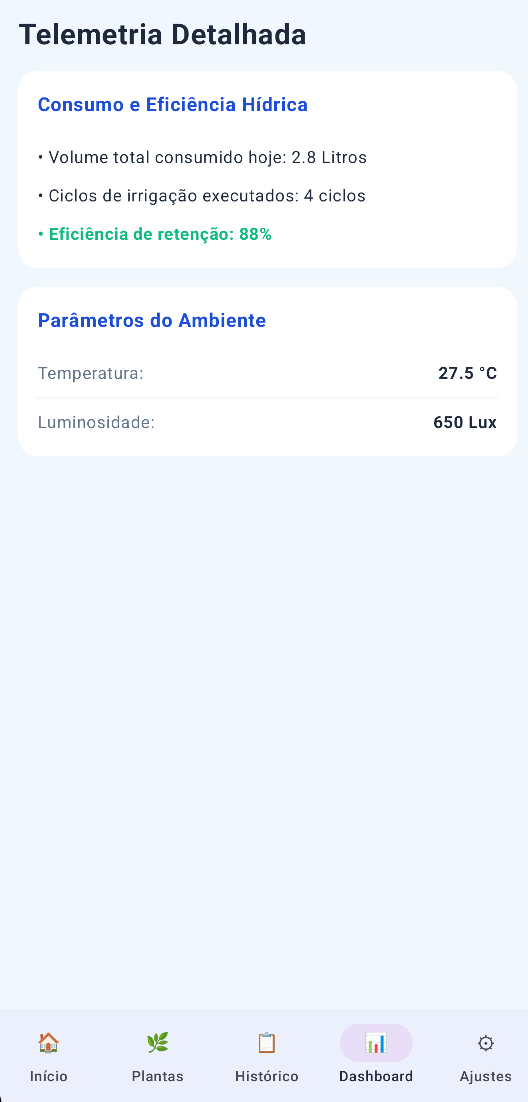 Telemetria Detalhada
Consumo e Eficiência Hídrica
• Volume total consumido hoje: 2.8 Litros
• Ciclos de irrigação executados: 4 ciclos
• Eficiência de retenção: 88%
Parâmetros do Ambiente
Temperatura: 27.5 °C
Luminosidade: 650 Lux
Início Plantas Histórico Dashboard Ajustes